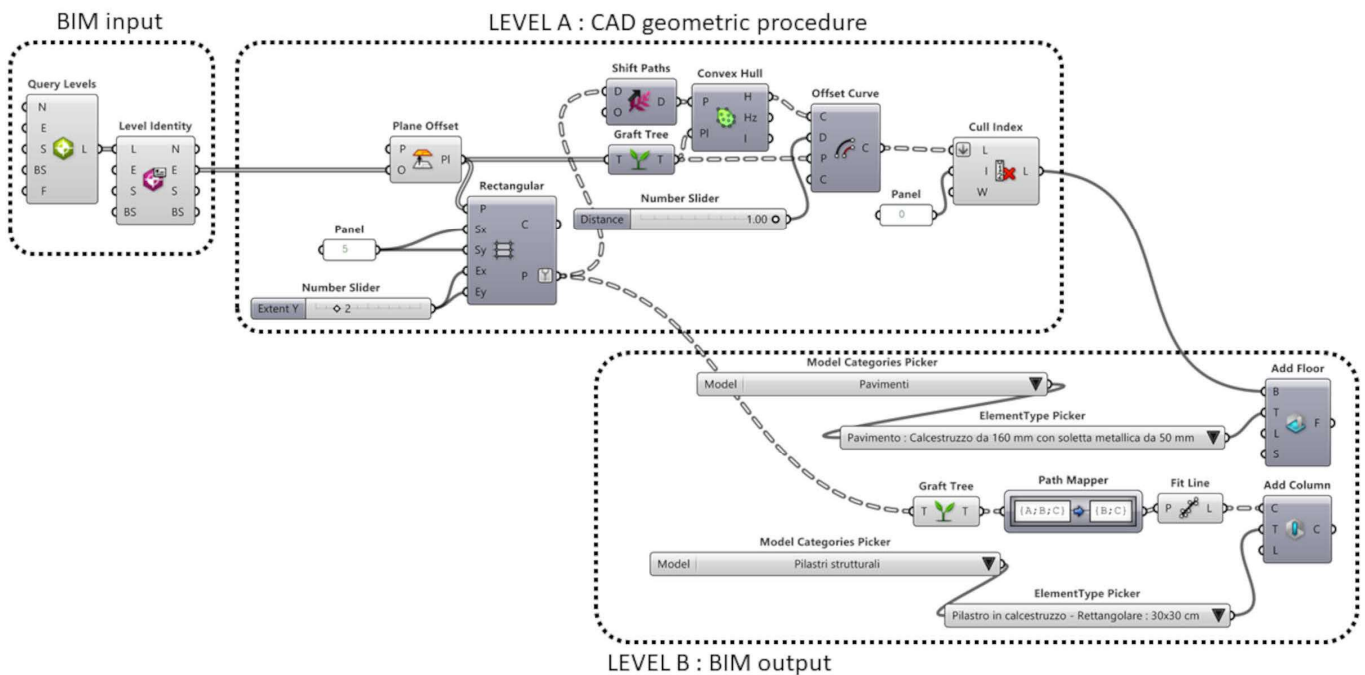 BIM input
LEVEL A : CAD geometric procedure
Query Levels
N
E
S
BS
F
L
Level Identity
L
E
S
BS
N
E
S
BS
Plane Offset
P
O
Pl
Rectangular
P
Sx
Sy
Ex
Ey
C
P
Panel
5
Number Slider
Extent Y
2
Shift Paths
D
O
D
Graft Tree
T
T
Convex Hull
P
Pl
H
Hz
I
Number Slider
Distance
1.00
Offset Curve
C
D
P
C
C
Panel
0
Cull Index
L
I
W
L
Model Categories Picker
Model
Pavimenti
ElementType Picker
Pavimento : Calcestruzzo da 160 mm con soletta metallica da 50 mm
Add Floor
B
T
L
S
F
Graft Tree
T
T
Path Mapper
{A;B;C}
{B;C}
Fit Line
P
L
Add Column
C
T
L
C
Model Categories Picker
Model
Pilastri strutturali
ElementType Picker
Pilastro in calcestruzzo - Rettangolare : 30x30 cm
LEVEL B : BIM output